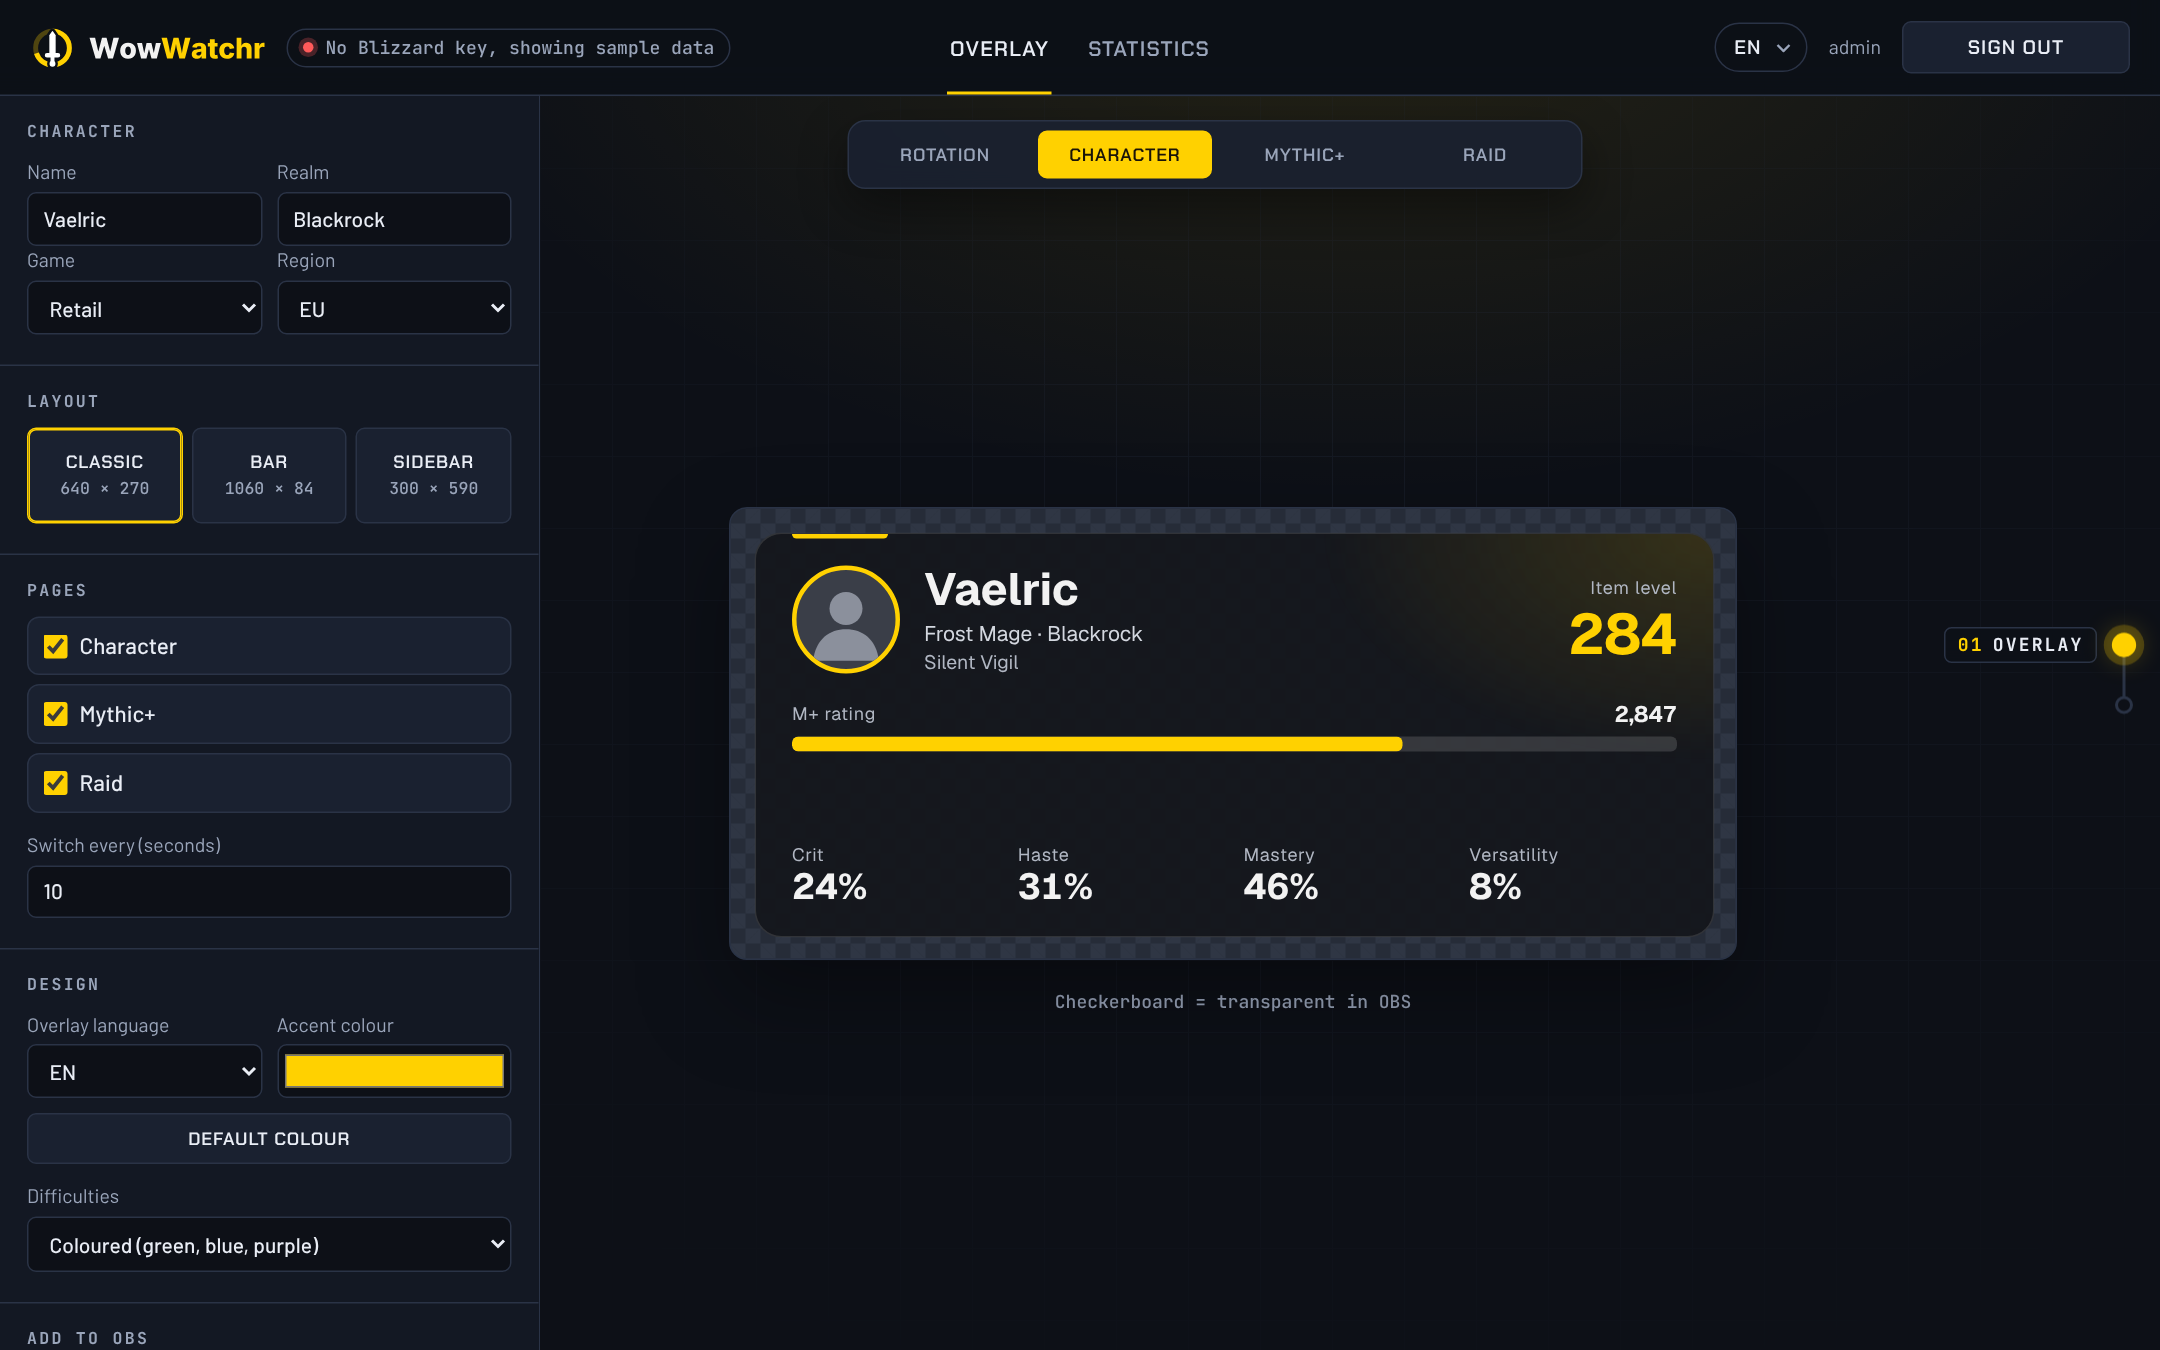 WowWatchr
No Blizzard key, showing sample data
OVERLAY
STATISTICS
EN
admin
SIGN OUT
CHARACTER
Name
Realm
Vaelric
Blackrock
Game
Region
Retail
EU
LAYOUT
CLASSIC
640 × 270
BAR
1060 × 84
SIDEBAR
300 × 590
PAGES
Character
Mythic+
Raid
Switch every (seconds)
10
DESIGN
Overlay language
Accent colour
EN
DEFAULT COLOUR
Difficulties
Coloured (green, blue, purple)
ADD TO OBS
ROTATION
CHARACTER
MYTHIC+
RAID
Vaelric
Frost Mage · Blackrock
Silent Vigil
Item level
284
M+ rating
2,847
Crit
24%
Haste
31%
Mastery
46%
Versatility
8%
Checkerboard = transparent in OBS
01 OVERLAY